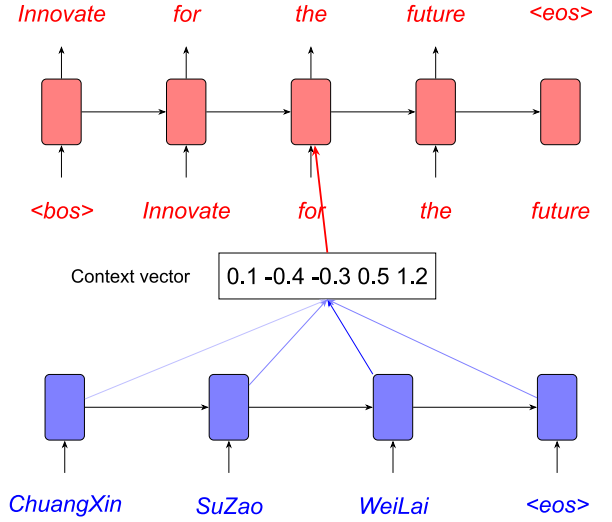 Innovate for the future <eos>
<bos> Innovate for the future
Context vector 0.1 -0.4 -0.3 0.5 1.2
ChuangXin SuZao WeiLai <eos>